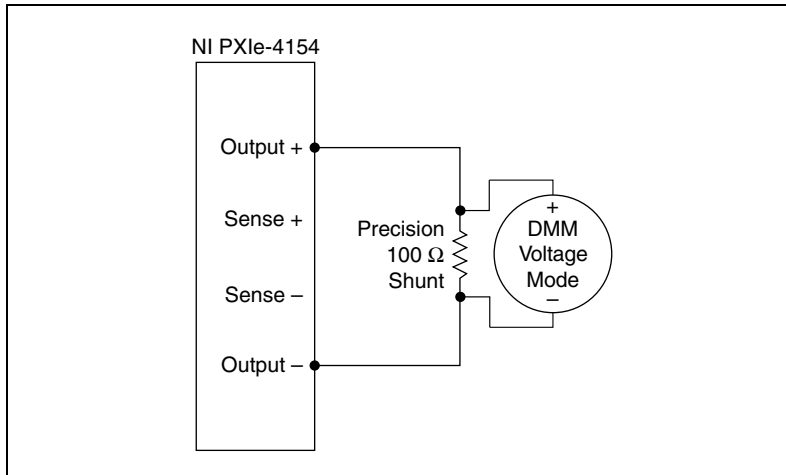 NI PXIe-4154
Output +
Sense +
Sense –
Output –
Precision
100 Ω
Shunt
+
DMM
Voltage
Mode
–